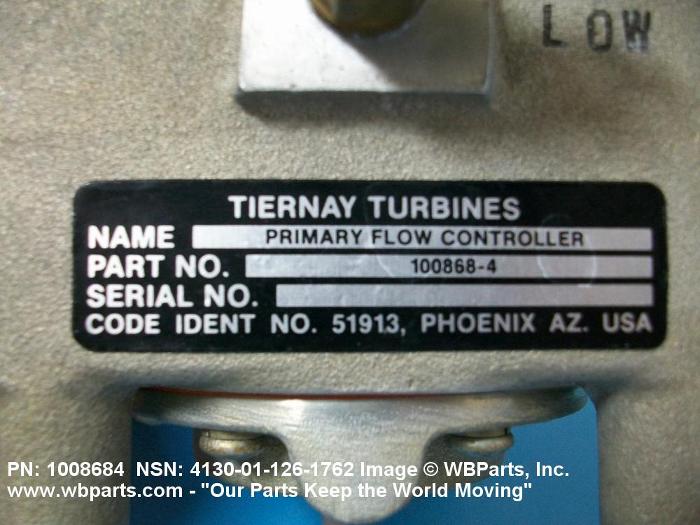 LOW
TIERNAY TURBINES
NAME PRIMARY FLOW CONTROLLER
PART NO. 100868-4
SERIAL NO.
CODE IDENT NO. 51913, PHOENIX AZ. USA
PN: 1008684 NSN: 4130-01-126-1762 Image © WBParts, Inc.
www.wbparts.com - "Our Parts Keep the World Moving"